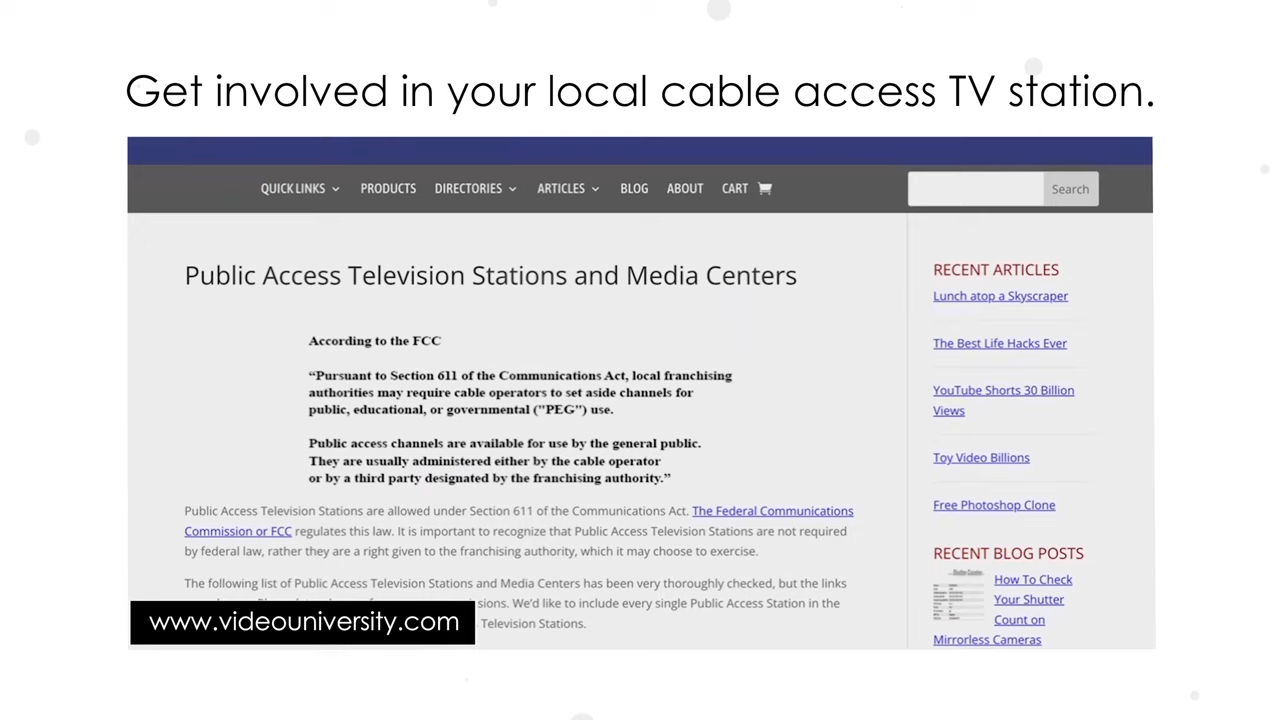 Get involved in your local cable access TV station.
QUICK LINKS PRODUCTS DIRECTORIES ARTICLES BLOG ABOUT CART Search
Public Access Television Stations and Media Centers
According to the FCC
“Pursuant to Section 611 of the Communications Act, local franchising
authorities may require cable operators to set aside channels for
public, educational, or governmental ("PEG") use.
Public access channels are available for use by the general public.
They are usually administered either by the cable operator
or by a third party designated by the franchising authority.”
Public Access Television Stations are allowed under Section 611 of the Communications Act. The Federal Communications
Commission or FCC regulates this law. It is important to recognize that Public Access Television Stations are not required
by federal law, rather they are a right given to the franchising authority, which it may choose to exercise.
The following list of Public Access Television Stations and Media Centers has been very thoroughly checked, but the links
We’d like to include every single Public Access Station in the
Television Stations.
www.videouniversity.com
RECENT ARTICLES
Lunch atop a Skyscraper
The Best Life Hacks Ever
YouTube Shorts 30 Billion
Views
Toy Video Billions
Free Photoshop Clone
RECENT BLOG POSTS
How To Check
Your Shutter
Count on
Mirrorless Cameras